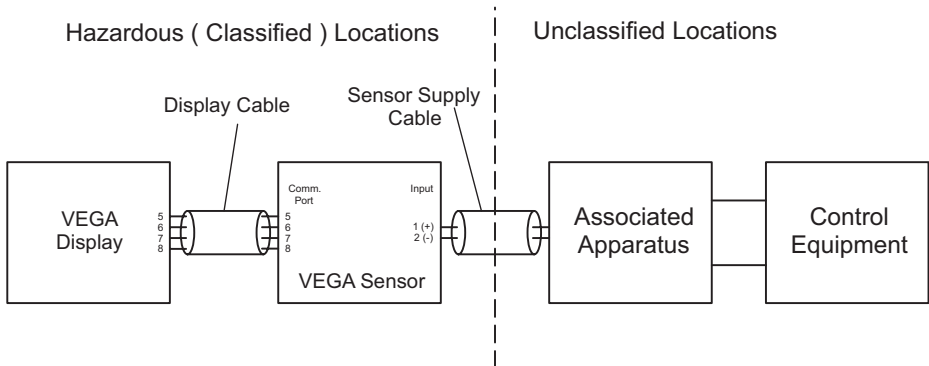 Hazardous ( Classified ) Locations
Unclassified Locations
Display Cable
Sensor Supply
Cable
VEGA
Display
5
6
7
8
Comm.
Port
5
6
7
8
Input
1 (+)
2 (-)
VEGA Sensor
Associated
Apparatus
Control
Equipment